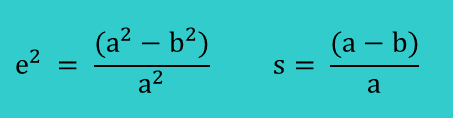 e² = (a² − b²) / a²
s = (a − b) / a